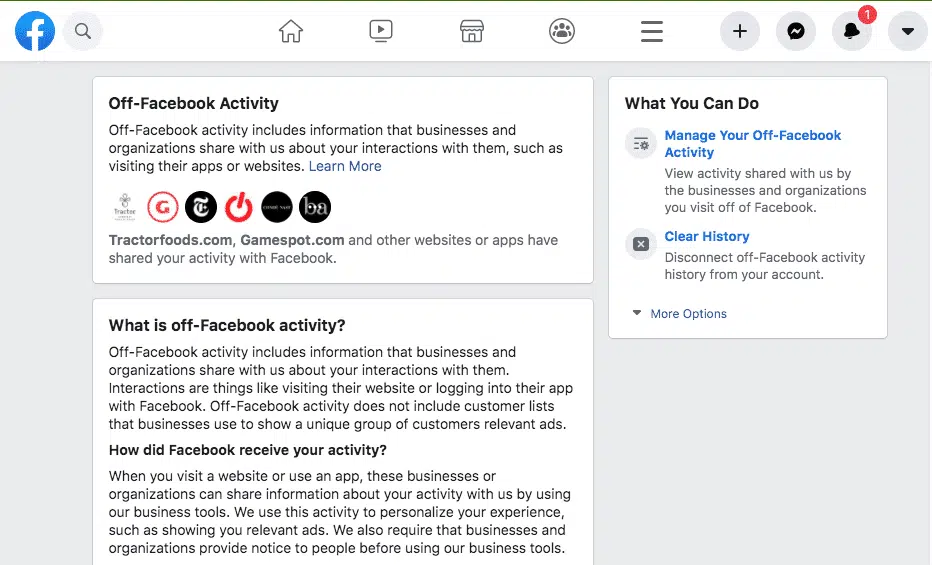 1
Off-Facebook Activity
Off-Facebook activity includes information that businesses and
organizations share with us about your interactions with them, such as
visiting their apps or websites. Learn More
Tractor
G
T
ba
Tractorfoods.com, Gamespot.com and other websites or apps have
shared your activity with Facebook.
What is off-Facebook activity?
Off-Facebook activity includes information that businesses and
organizations share with us about your interactions with them.
Interactions are things like visiting their website or logging into their app
with Facebook. Off-Facebook activity does not include customer lists
that businesses use to show a unique group of customers relevant ads.
How did Facebook receive your activity?
When you visit a website or use an app, these businesses or
organizations can share information about your activity with us by using
our business tools. We use this activity to personalize your experience,
such as showing you relevant ads. We also require that businesses and
organizations provide notice to people before using our business tools.
What You Can Do
Manage Your Off-Facebook
Activity
View activity shared with us by
the businesses and organizations
you visit off of Facebook.
Clear History
Disconnect off-Facebook activity
history from your account.
More Options